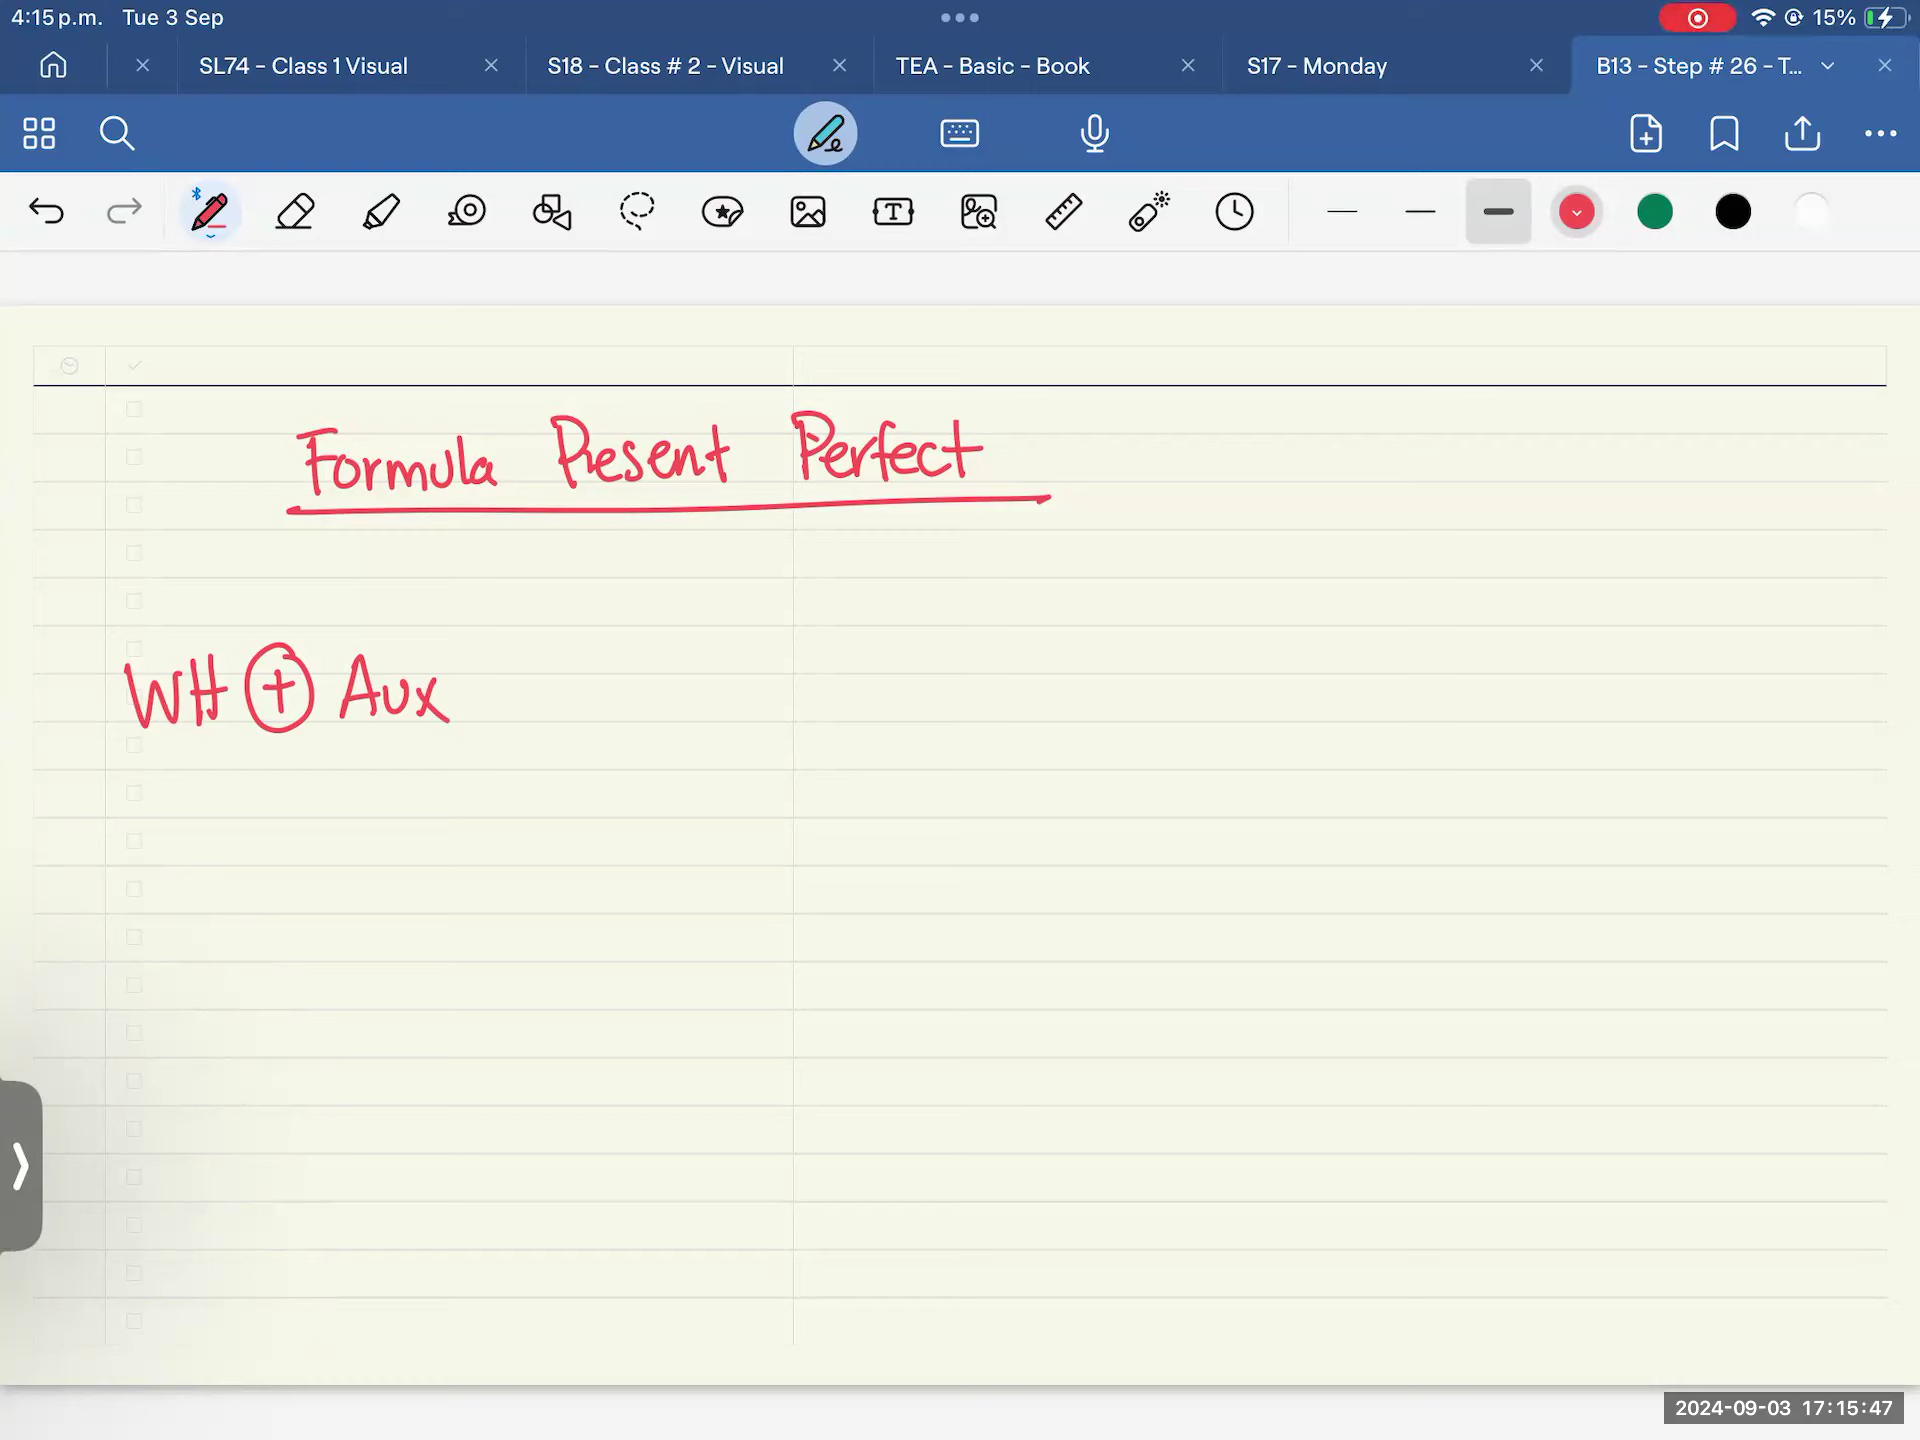 4:15 p.m. Tue 3 Sep
15%
SL74 - Class 1 Visual
S18 - Class # 2 - Visual
TEA - Basic - Book
S17 - Monday
B13 - Step # 26 - T...
Formula Present Perfect
WH + Aux
2024-09-03 17:15:47